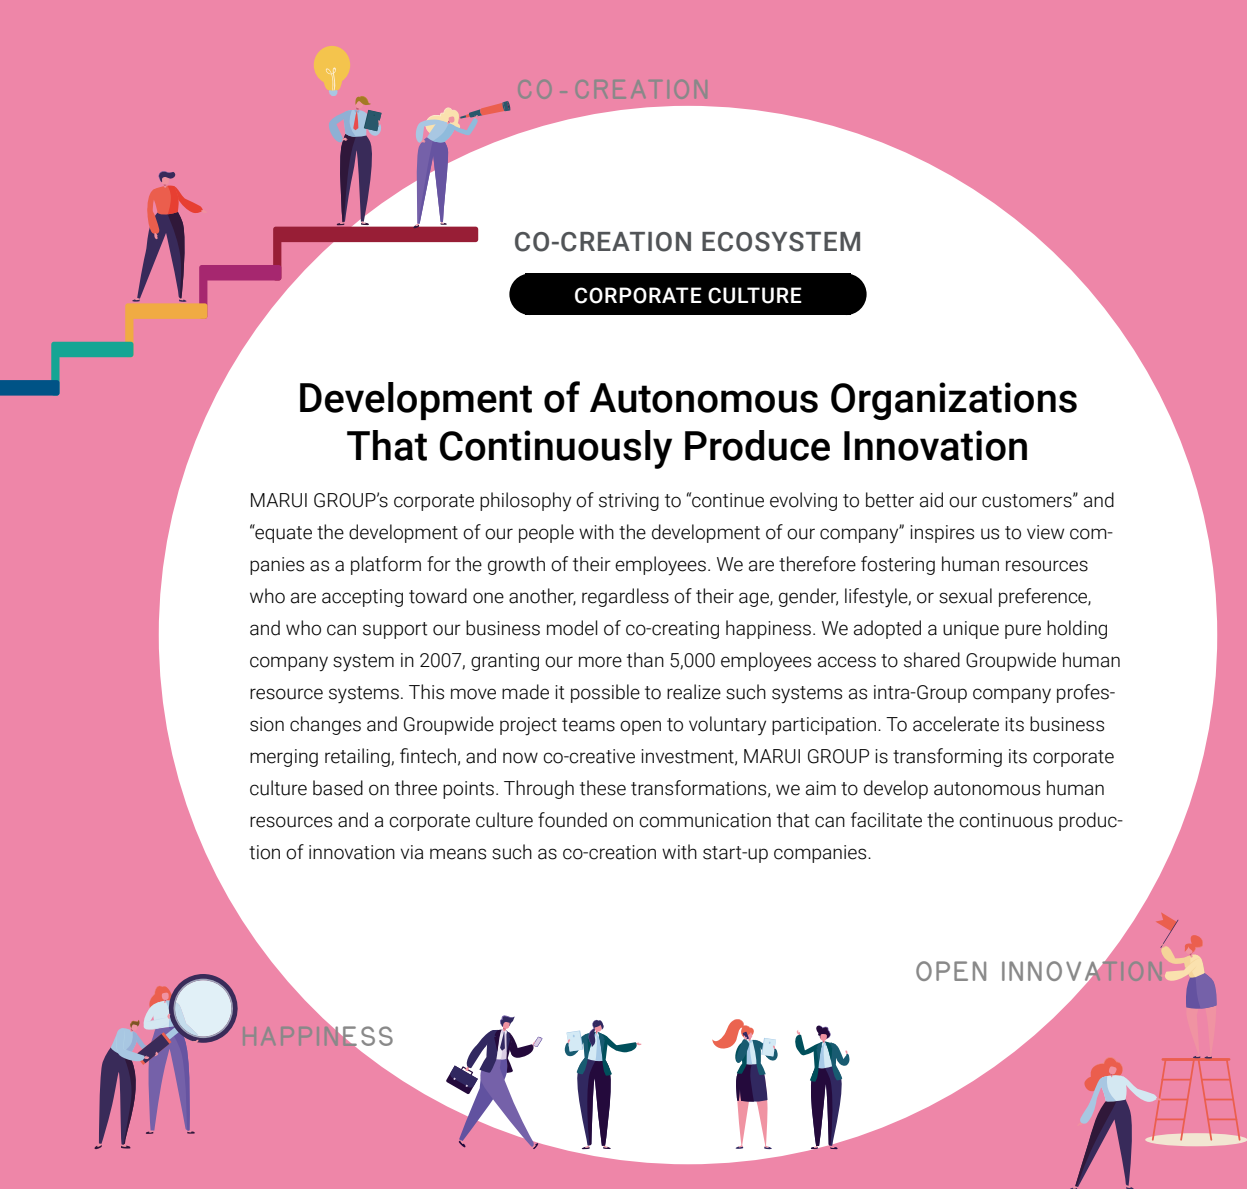 CO-CREATION
CO-CREATION ECOSYSTEM
CORPORATE CULTURE
Development of Autonomous Organizations
That Continuously Produce Innovation
MARUI GROUP’s corporate philosophy of striving to “continue evolving to better aid our customers” and
“equate the development of our people with the development of our company” inspires us to view com-
panies as a platform for the growth of their employees. We are therefore fostering human resources
who are accepting toward one another, regardless of their age, gender, lifestyle, or sexual preference,
and who can support our business model of co-creating happiness. We adopted a unique pure holding
company system in 2007, granting our more than 5,000 employees access to shared Groupwide human
resource systems. This move made it possible to realize such systems as intra-Group company profes-
sion changes and Groupwide project teams open to voluntary participation. To accelerate its business
merging retailing, fintech, and now co-creative investment, MARUI GROUP is transforming its corporate
culture based on three points. Through these transformations, we aim to develop autonomous human
resources and a corporate culture founded on communication that can facilitate the continuous produc-
tion of innovation via means such as co-creation with start-up companies.
OPEN INNOVATION
HAPPINESS